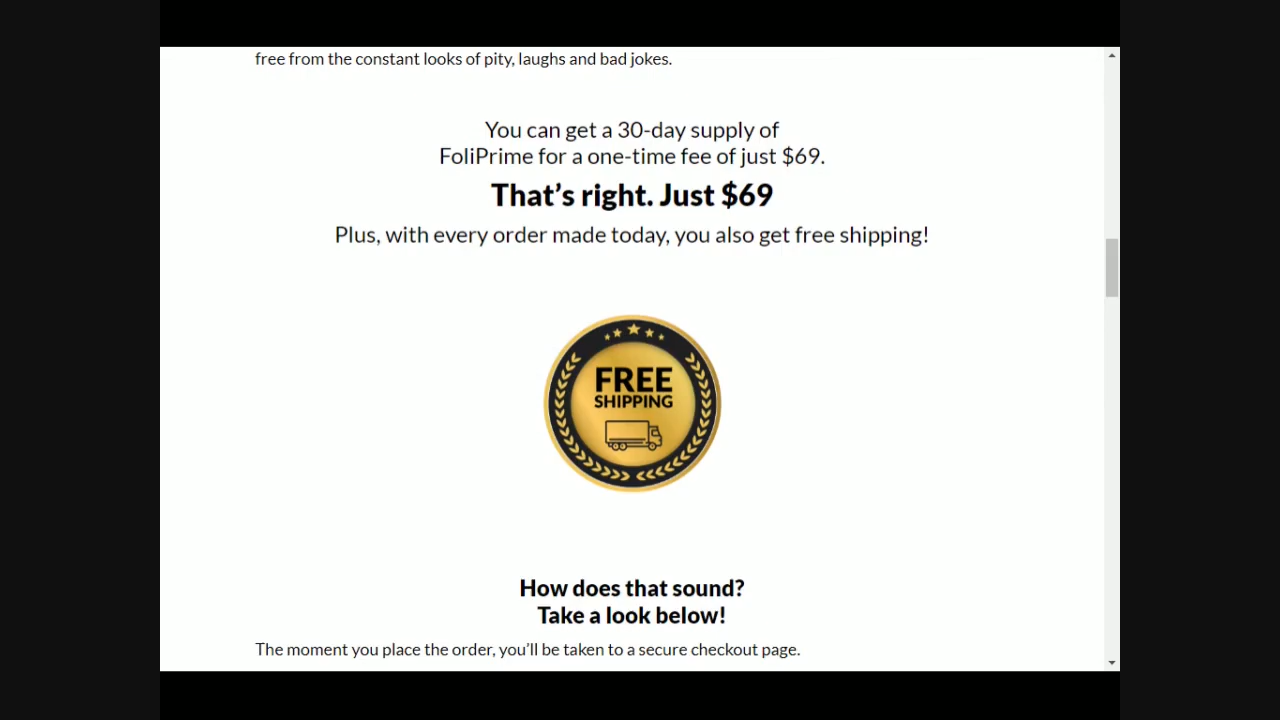 free from the constant looks of pity, laughs and bad jokes.
You can get a 30-day supply of
FoliPrime for a one-time fee of just $69.
That’s right. Just $69
Plus, with every order made today, you also get free shipping!
FREE
SHIPPING
How does that sound?
Take a look below!
The moment you place the order, you’ll be taken to a secure checkout page.